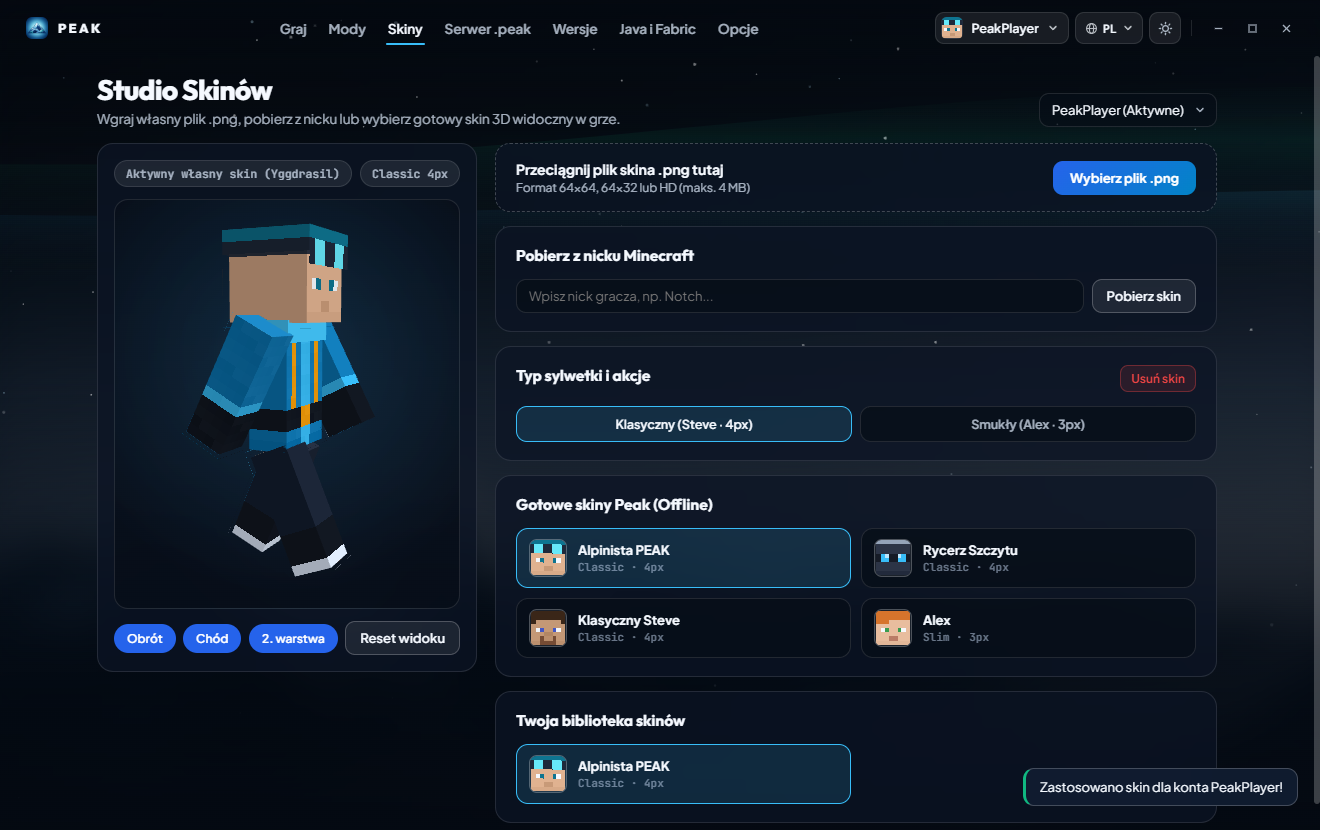 PEAK
Graj
Mody
Skiny
Serwer .peak
Wersje
Java i Fabric
Opcje
PeakPlayer
PL
Studio Skinów
Wgraj własny plik .png, pobierz z nicku lub wybierz gotowy skin 3D widoczny w grze.
PeakPlayer (Aktywne)
Aktywny własny skin (Yggdrasil)
Classic 4px
Obrót
Chód
2. warstwa
Reset widoku
Przeciągnij plik skina .png tutaj
Format 64×64, 64×32 lub HD (maks. 4 MB)
Wybierz plik .png
Pobierz z nicku Minecraft
Wpisz nick gracza, np. Notch...
Pobierz skin
Typ sylwetki i akcje
Usuń skin
Klasyczny (Steve · 4px)
Smukły (Alex · 3px)
Gotowe skiny Peak (Offline)
Alpinista PEAK
Classic · 4px
Rycerz Szczytu
Classic · 4px
Klasyczny Steve
Classic · 4px
Alex
Slim · 3px
Twoja biblioteka skinów
Alpinista PEAK
Classic · 4px
Zastosowano skin dla konta PeakPlayer!